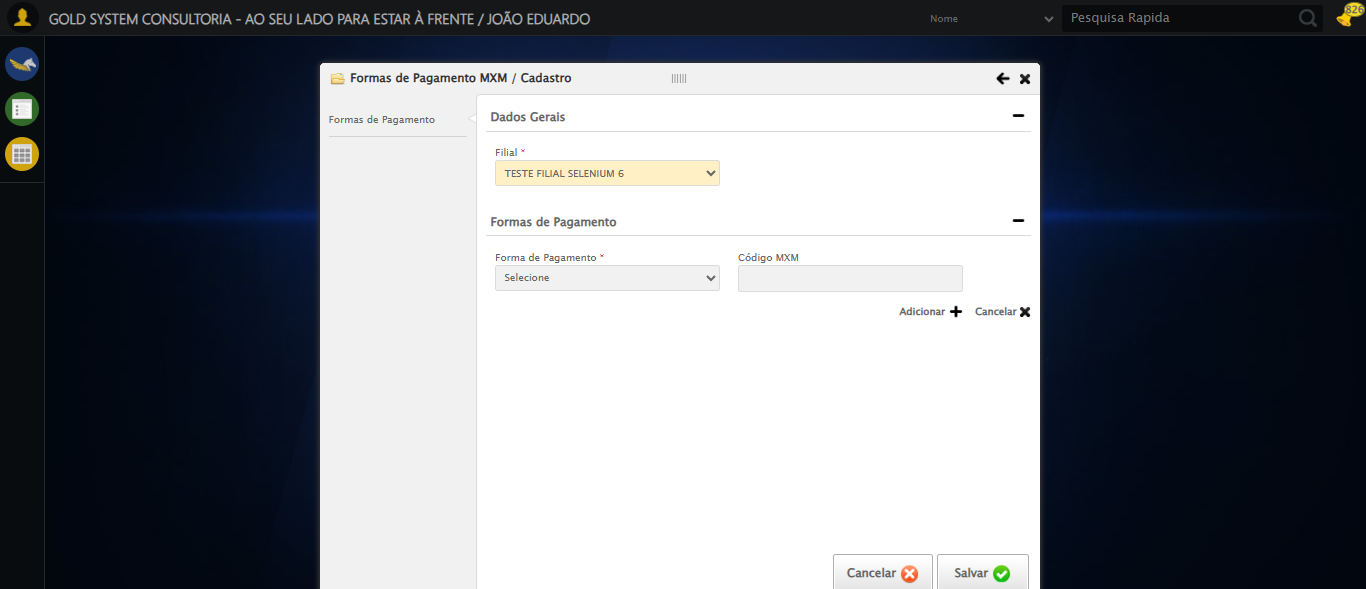 GOLD SYSTEM CONSULTORIA - AO SEU LADO PARA ESTAR À FRENTE / JOÃO EDUARDO
Nome
Pesquisa Rapida
826
Formas de Pagamento MXM / Cadastro
Formas de Pagamento
Dados Gerais
Filial *
TESTE FILIAL SELENIUM 6
Formas de Pagamento
Forma de Pagamento * Código MXM
Selecione
Adicionar Cancelar
Cancelar Salvar